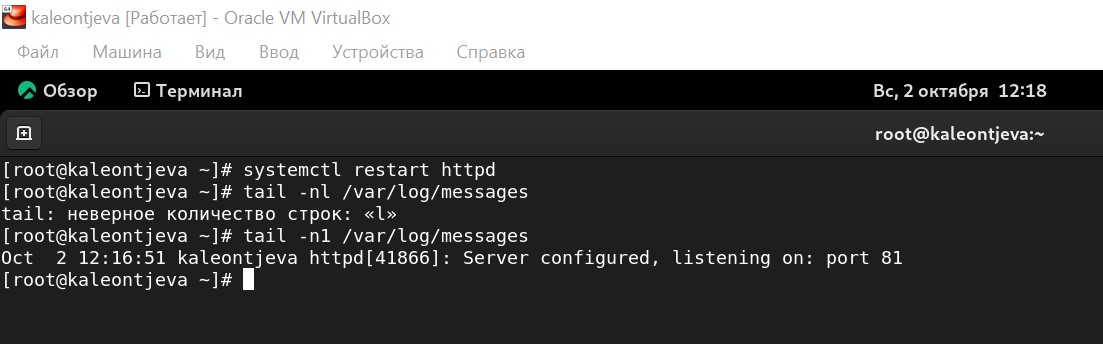 kaleontjeva [Работает] - Oracle VM VirtualBox
Файл Машина Вид Ввод Устройства Справка
Обзор Терминал Вс, 2 октября 12:18
root@kaleontjeva:~
[root@kaleontjeva ~]# systemctl restart httpd
[root@kaleontjeva ~]# tail -nl /var/log/messages
tail: неверное количество строк: «l»
[root@kaleontjeva ~]# tail -n1 /var/log/messages
Oct  2 12:16:51 kaleontjeva httpd[41866]: Server configured, listening on: port 81
[root@kaleontjeva ~]#